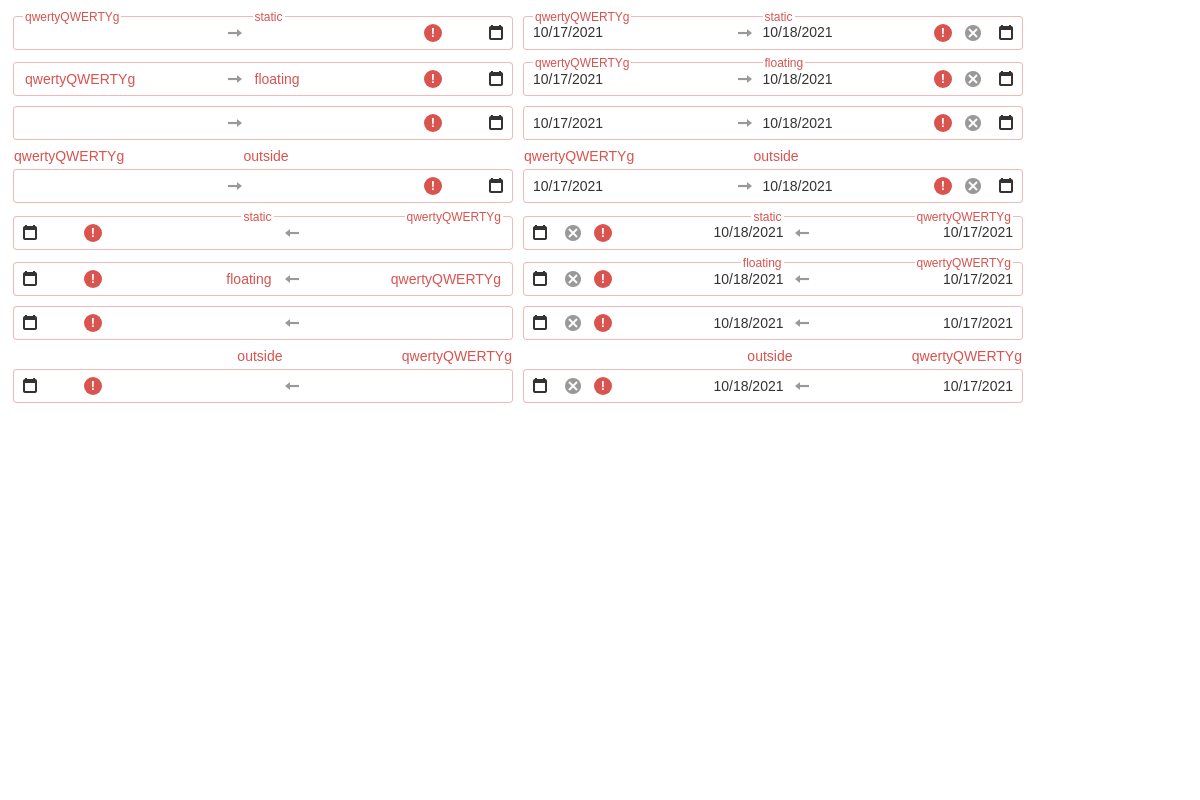 qwertyQWERTYg static qwertyQWERTYg static
! 10/17/2021 10/18/2021 !
qwertyQWERTYg floating
qwertyQWERTYg floating ! 10/17/2021 10/18/2021 !
! 10/17/2021 10/18/2021 !
qwertyQWERTYg outside qwertyQWERTYg outside
! 10/17/2021 10/18/2021 !
static qwertyQWERTYg static qwertyQWERTYg
! ! 10/18/2021 10/17/2021
floating qwertyQWERTYg
! floating qwertyQWERTYg ! 10/18/2021 10/17/2021
! ! 10/18/2021 10/17/2021
outside qwertyQWERTYg outside qwertyQWERTYg
! ! 10/18/2021 10/17/2021